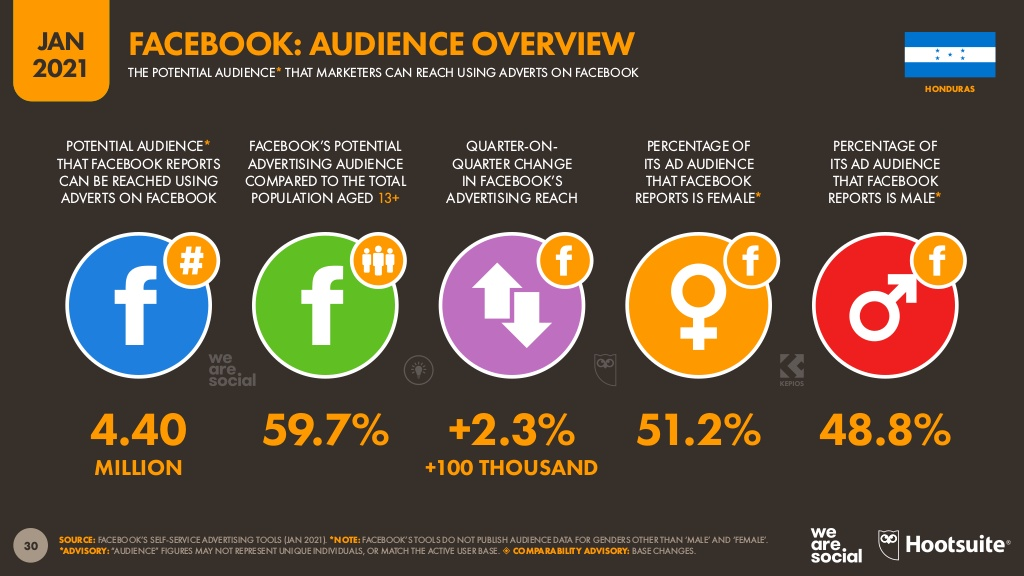 JAN
2021
FACEBOOK: AUDIENCE OVERVIEW
THE POTENTIAL AUDIENCE* THAT MARKETERS CAN REACH USING ADVERTS ON FACEBOOK
HONDURAS
POTENTIAL AUDIENCE*
THAT FACEBOOK REPORTS
CAN BE REACHED USING
ADVERTS ON FACEBOOK
FACEBOOK'S POTENTIAL
ADVERTISING AUDIENCE
COMPARED TO THE TOTAL
POPULATION AGED 13+
QUARTER-ON-
QUARTER CHANGE
IN FACEBOOK'S
ADVERTISING REACH
PERCENTAGE OF
ITS AD AUDIENCE
THAT FACEBOOK
REPORTS IS FEMALE*
PERCENTAGE OF
ITS AD AUDIENCE
THAT FACEBOOK
REPORTS IS MALE*
f #
f
f
f
f
we
are
social
KEPIOS
4.40
MILLION
59.7%
+2.3%
+100 THOUSAND
51.2%
48.8%
30
SOURCE: FACEBOOK'S SELF-SERVICE ADVERTISING TOOLS (JAN 2021). *NOTE: FACEBOOK'S TOOLS DO NOT PUBLISH AUDIENCE DATA FOR GENDERS OTHER THAN 'MALE' AND 'FEMALE'.
*ADVISORY: "AUDIENCE" FIGURES MAY NOT REPRESENT UNIQUE INDIVIDUALS, OR MATCH THE ACTIVE USER BASE. ◈ COMPARABILITY ADVISORY: BASE CHANGES.
we
are
social
Hootsuite®